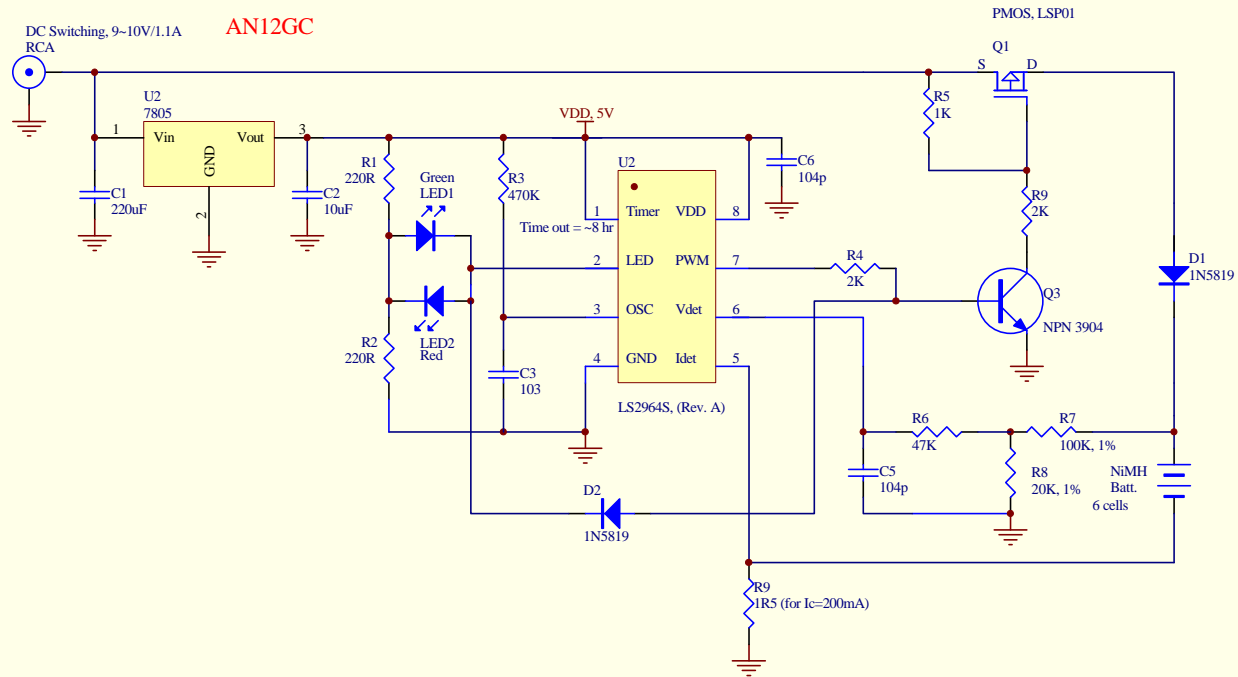 AN12GC
DC Switching, 9~10V/1.1A
RCA
PMOS, LSP01
Q1
S
D
U2
7805
1
Vin
Vout
3
GND
2
C1
220uF
C2
10uF
R1
220R
Green
LED1
R3
470K
VDD, 5V
C6
104p
R5
1K
R9
2K
U2
1
Timer
VDD
8
Time out = ~8 hr
2
LED
PWM
7
3
OSC
Vdet
6
4
GND
Idet
5
LS2964S, (Rev. A)
R4
2K
Q3
NPN 3904
D1
1N5819
LED2
Red
R2
220R
C3
103
R6
47K
R7
100K, 1%
C5
104p
R8
20K, 1%
NiMH
Batt.
6 cells
D2
1N5819
R9
1R5 (for Ic=200mA)